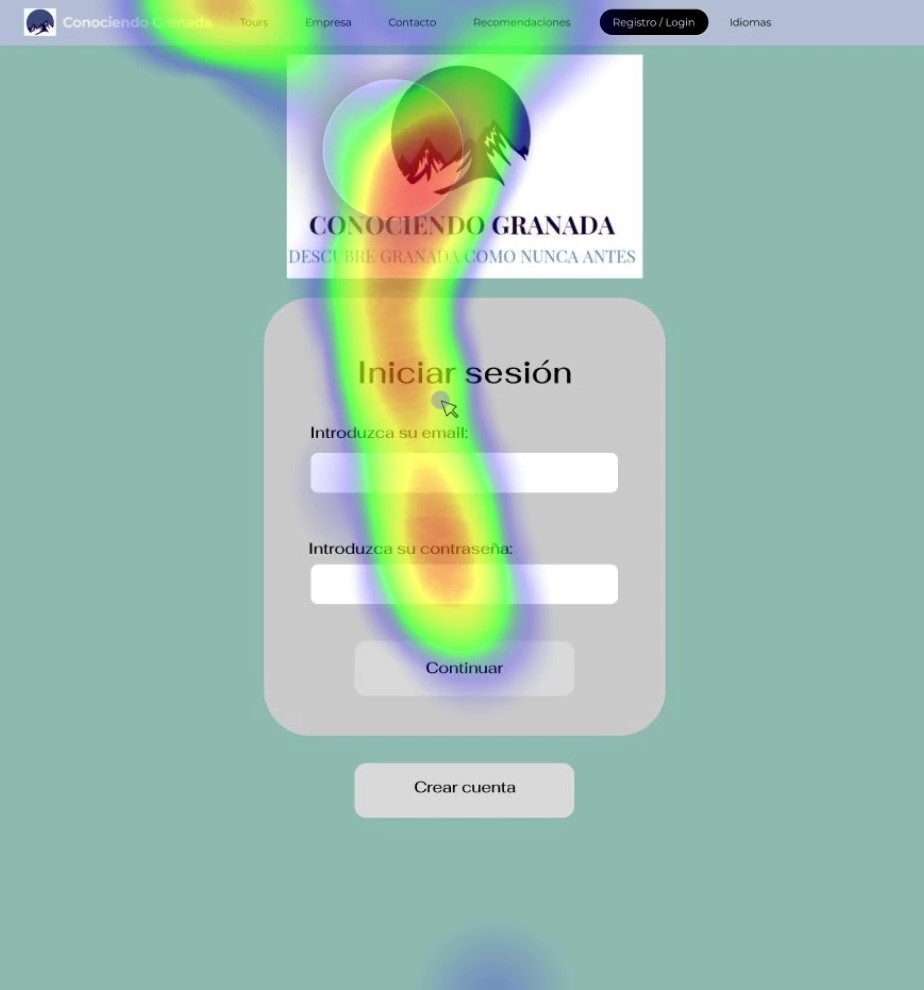 Conociendo Granada Tours Empresa Contacto Recomendaciones Registro / Login Idiomas
CONOCIENDO GRANADA
DESCUBRE GRANADA COMO NUNCA ANTES
Iniciar sesión
Introduzca su email:
Introduzca su contraseña:
Continuar
Crear cuenta